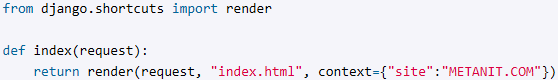 from django.shortcuts import render

def index(request):
    return render(request, "index.html", context={"site":"METANIT.COM"})